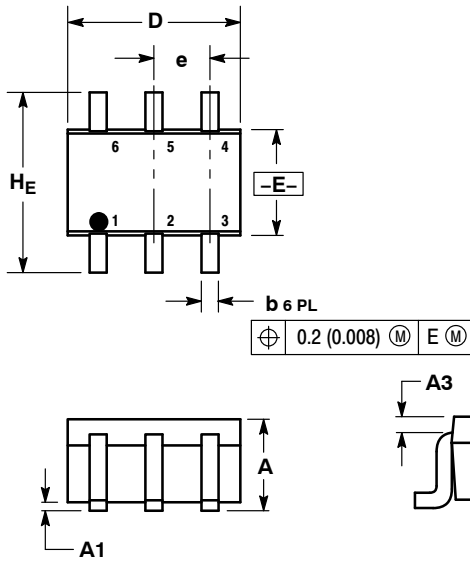 D
e
6 5 4
HE
–E–
1 2 3
b 6 PL
⌖ 0.2 (0.008) Ⓜ E Ⓜ
A3
A
A1